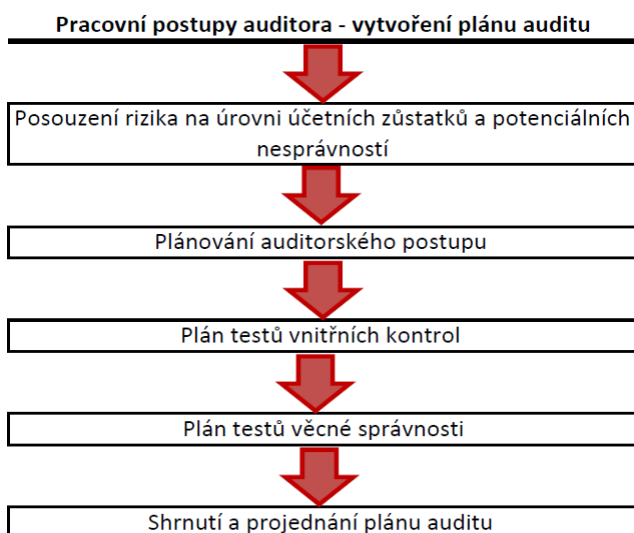 Pracovní postupy auditora - vytvoření plánu auditu
Posouzení rizika na úrovni účetních zůstatků a potenciálních
nesprávností
Plánování auditorského postupu
Plán testů vnitřních kontrol
Plán testů věcné správnosti
Shrnutí a projednání plánu auditu